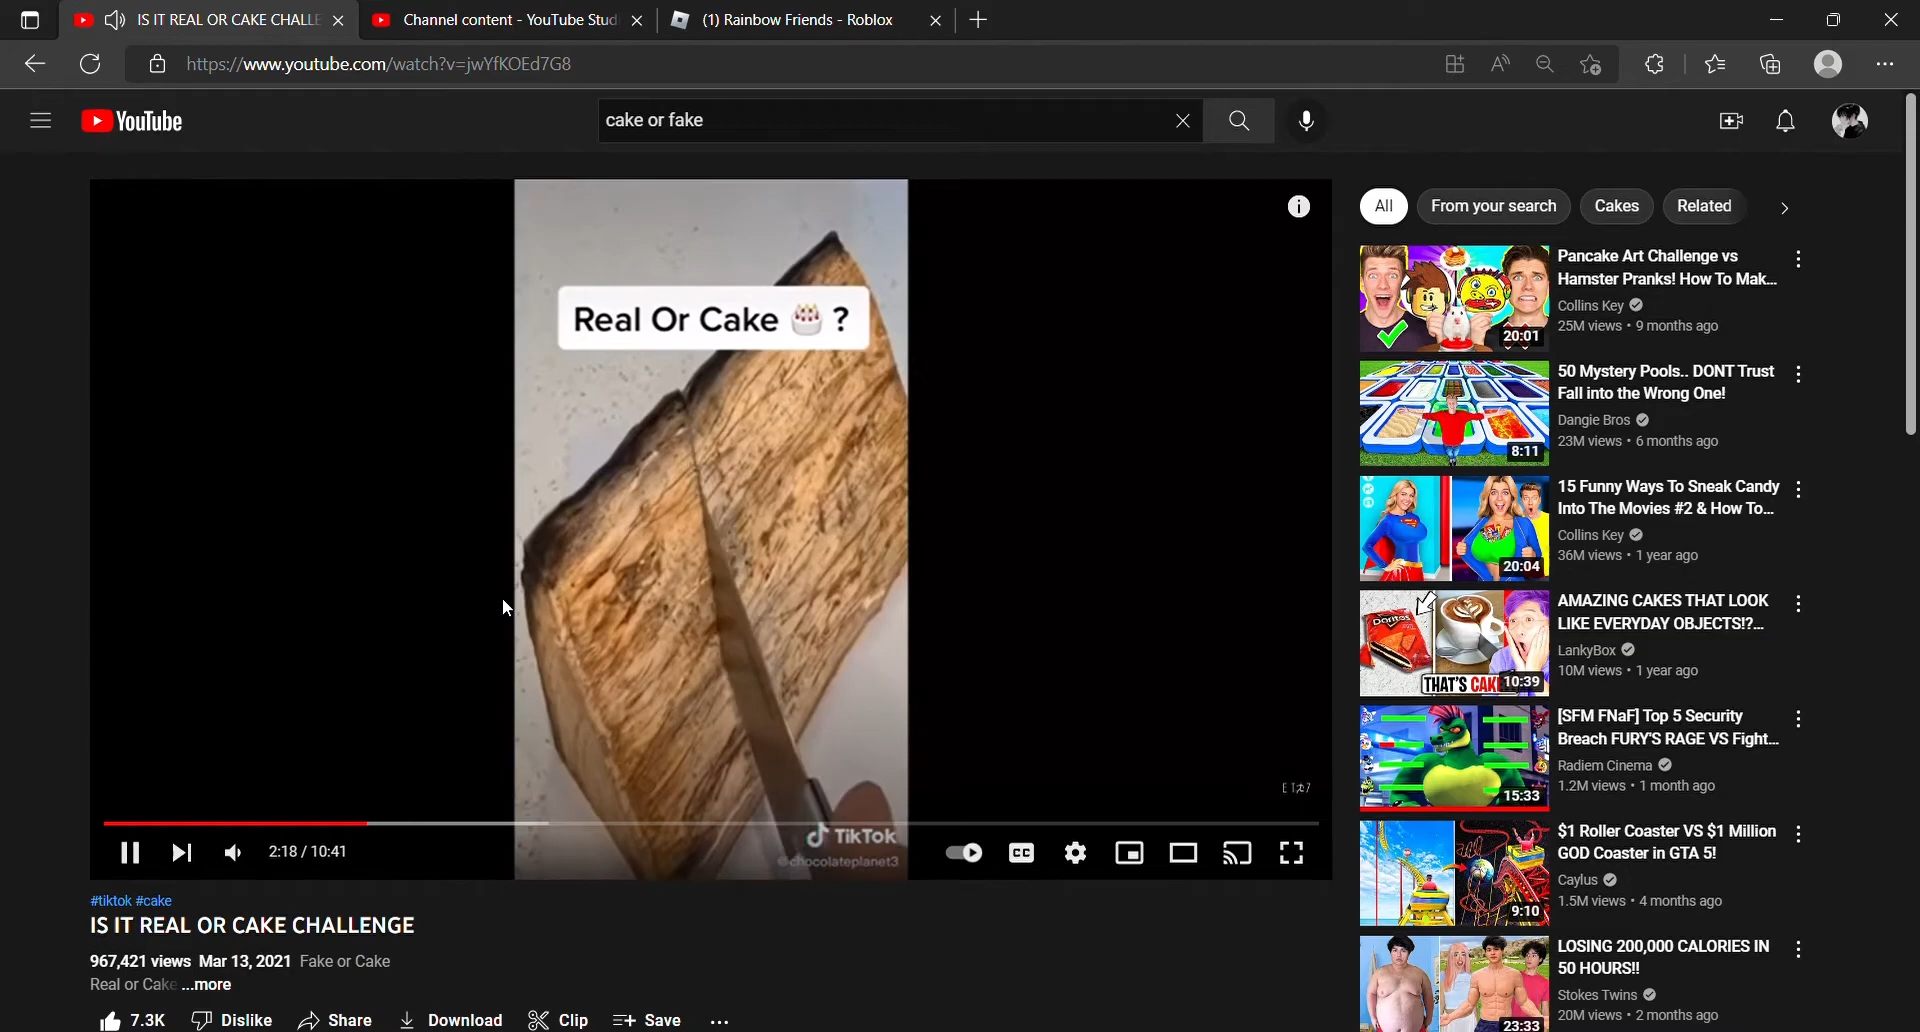 IS IT REAL OR CAKE CHALLE
Channel content - YouTube Stud
(1) Rainbow Friends - Roblox
https://www.youtube.com/watch?v=jwYfKOEd7G8
YouTube
cake or fake
Real Or Cake 🎂 ?
TikTok
@chocolateplanet3
2:18 / 10:41
CC
#tiktok #cake
IS IT REAL OR CAKE CHALLENGE
967,421 views Mar 13, 2021 Fake or Cake
Real or Cake ...more
7.3K Dislike Share Download Clip Save
All From your search Cakes Related
20:01
Pancake Art Challenge vs
Hamster Pranks! How To Mak...
Collins Key
25M views • 9 months ago
8:11
50 Mystery Pools.. DONT Trust
Fall into the Wrong One!
Dangie Bros
23M views • 6 months ago
20:04
15 Funny Ways To Sneak Candy
Into The Movies #2 & How To...
Collins Key
36M views • 1 year ago
Doritos
THAT'S CAK
10:39
AMAZING CAKES THAT LOOK
LIKE EVERYDAY OBJECTS!?...
LankyBox
10M views • 1 year ago
15:33
[SFM FNaF] Top 5 Security
Breach FURY'S RAGE VS Fight...
Radiem Cinema
1.2M views • 1 month ago
9:10
$1 Roller Coaster VS $1 Million
GOD Coaster in GTA 5!
Caylus
1.5M views • 4 months ago
23:33
LOSING 200,000 CALORIES IN
50 HOURS!!
Stokes Twins
20M views • 2 months ago